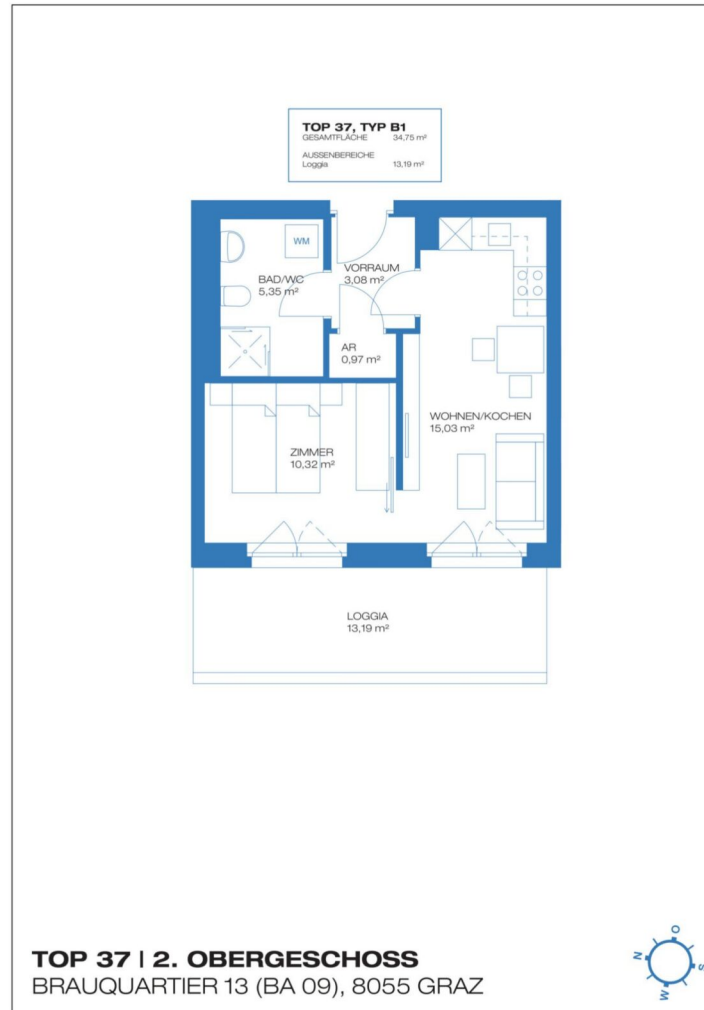 TOP 37, TYP B1
GESAMTFLÄCHE 34,75 m²
AUSSENBEREICHE
Loggia 13,19 m²
WM
BAD/WC
5,35 m²
VORRAUM
3,08 m²
AR
0,97 m²
WOHNEN/KOCHEN
15,03 m²
ZIMMER
10,32 m²
LOGGIA
13,19 m²
TOP 37 | 2. OBERGESCHOSS
BRAUQUARTIER 13 (BA 09), 8055 GRAZ
N
O
S
W